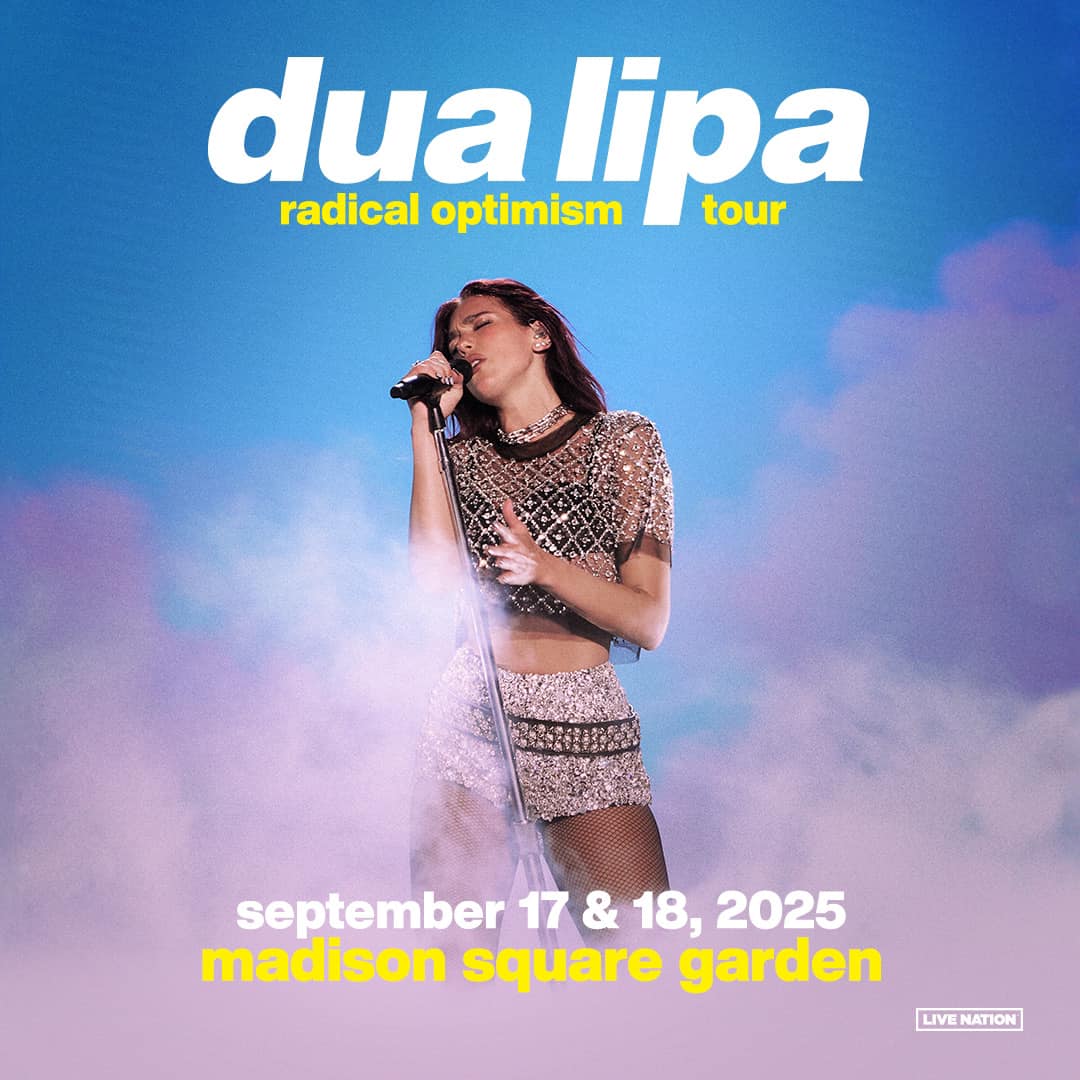 dua lipa
radical optimism tour
september 17 & 18, 2025
madison square garden
LIVE NATION